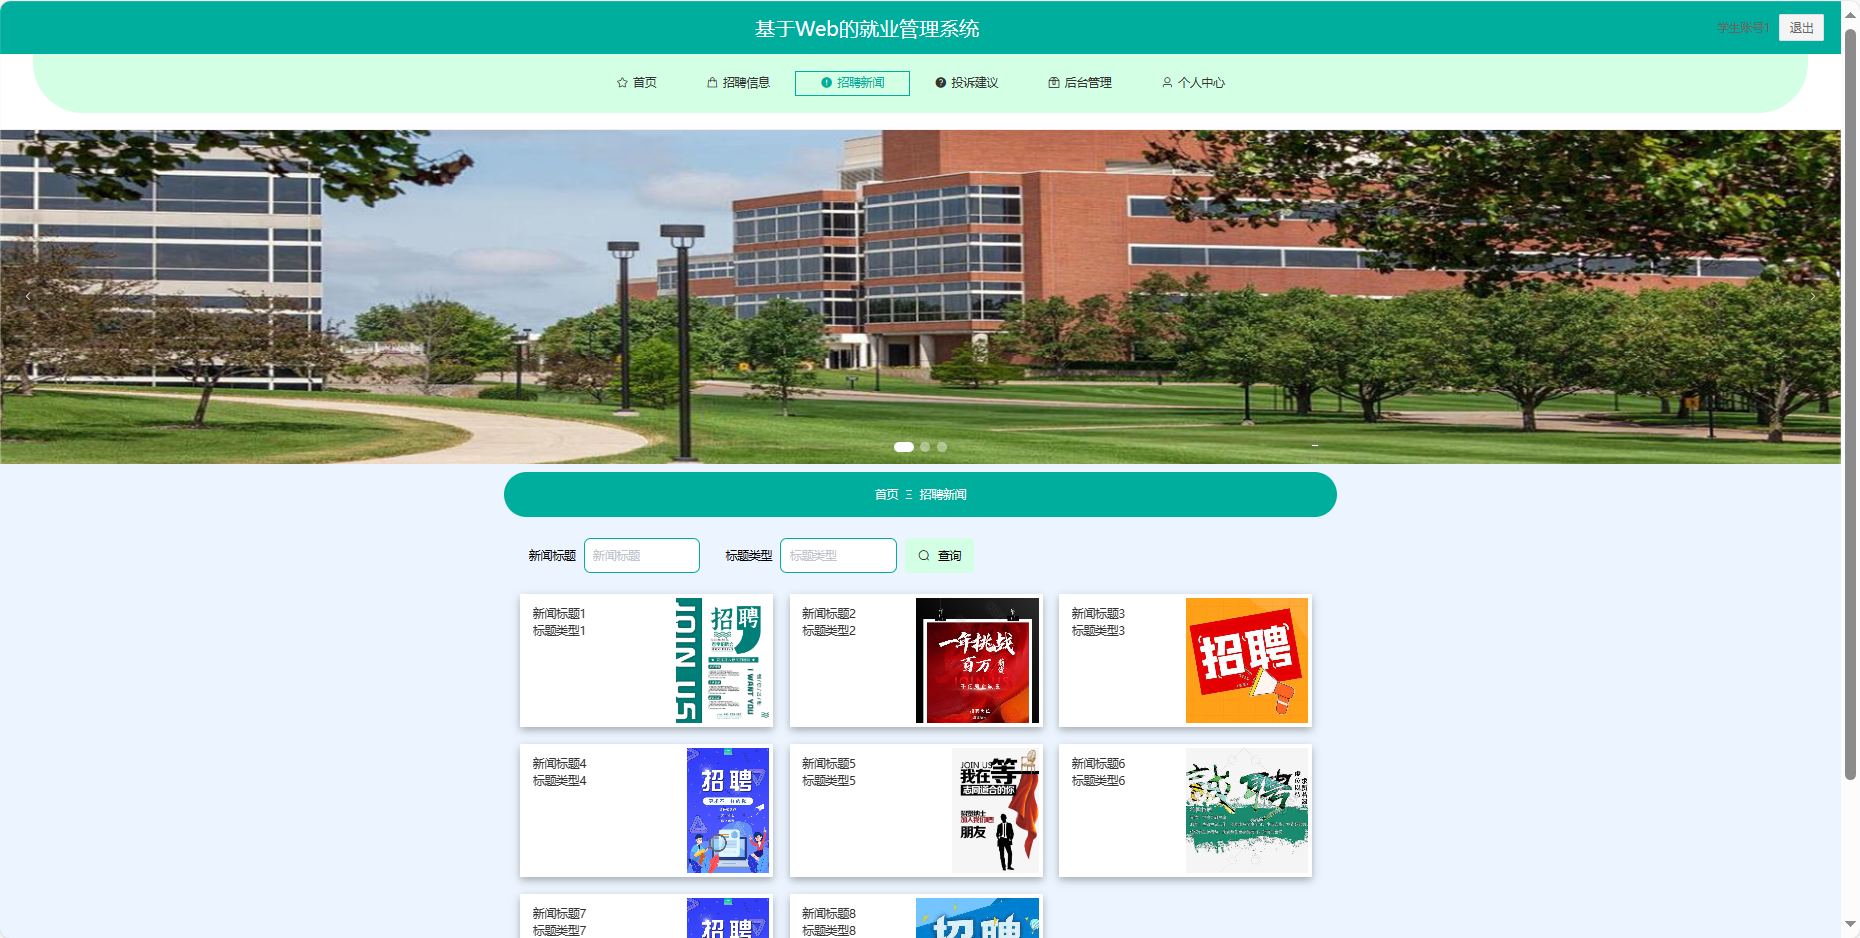 基于Web的就业管理系统
学生账号1
退出
首页
招聘信息
招聘新闻
投诉建议
后台管理
个人中心
首页 Ξ 招聘新闻
新闻标题
新闻标题
标题类型
标题类型
查询
新闻标题1
标题类型1
JOIN US
招聘
I WANT YOU
新闻标题2
标题类型2
一年挑战
百万
JOIN US
新闻标题3
标题类型3
招聘
新闻标题4
标题类型4
招聘
新闻标题5
标题类型5
JOIN US
我在等
志同道合的你
朋友
新闻标题6
标题类型6
诚聘
新闻标题7
标题类型7
招聘
新闻标题8
标题类型8
招聘